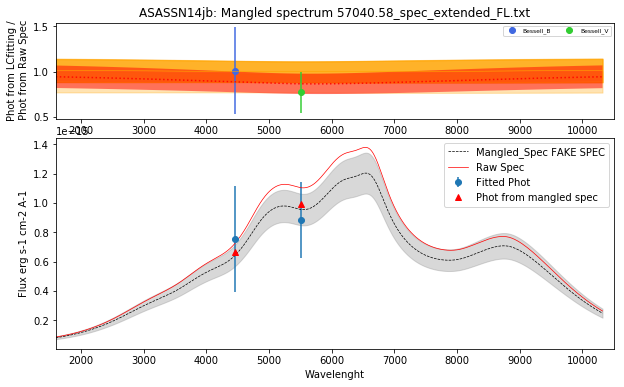 ASASSN14jb: Mangled spectrum 57040.58_spec_extended_FL.txt
Phot from LCfitting /
Phot from Raw Spec
1.5
1.0
0.5
Bessell_B
Bessell_V
2000 3000 4000 5000 6000 7000 8000 9000 10000
1e−15
Flux erg s-1 cm-2 A-1
1.4
1.2
1.0
0.8
0.6
0.4
0.2
Mangled_Spec FAKE SPEC
Raw Spec
Fitted Phot
Phot from mangled spec
2000 3000 4000 5000 6000 7000 8000 9000 10000
Wavelenght